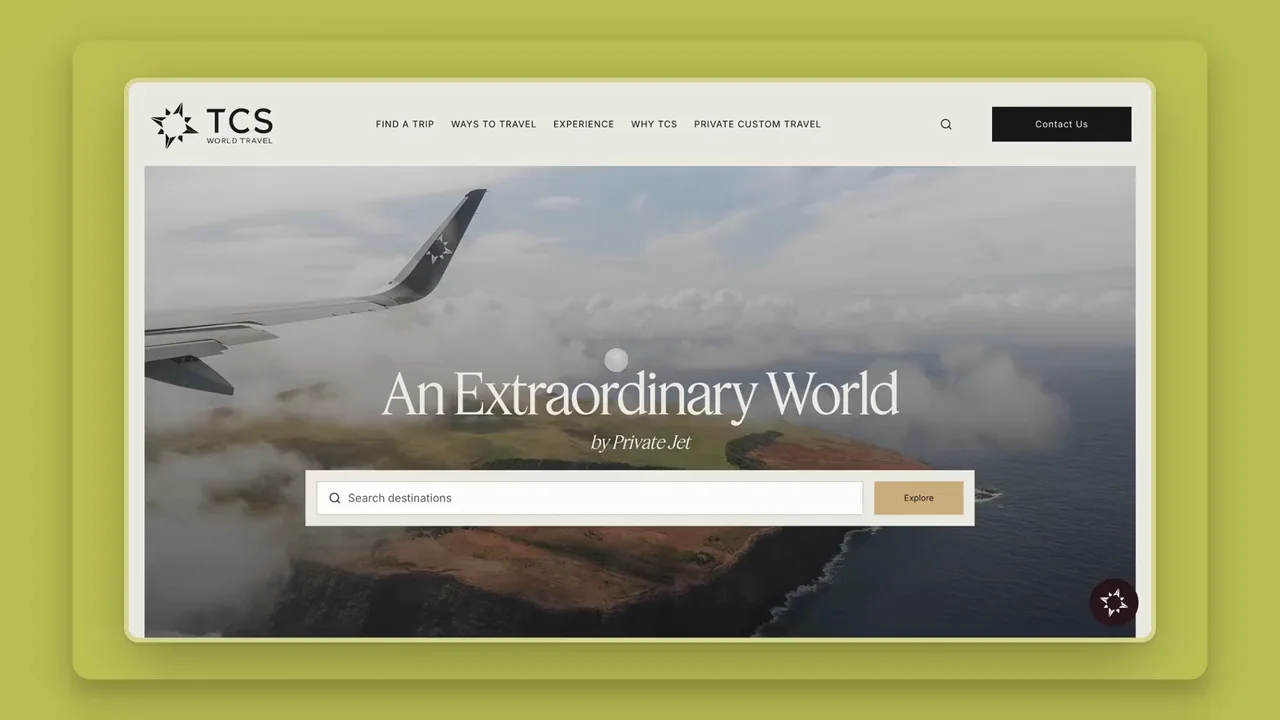 TCS
WORLD TRAVEL
FIND A TRIP WAYS TO TRAVEL EXPERIENCE WHY TCS PRIVATE CUSTOM TRAVEL
Contact Us
An Extraordinary World
by Private Jet
Search destinations
Explore